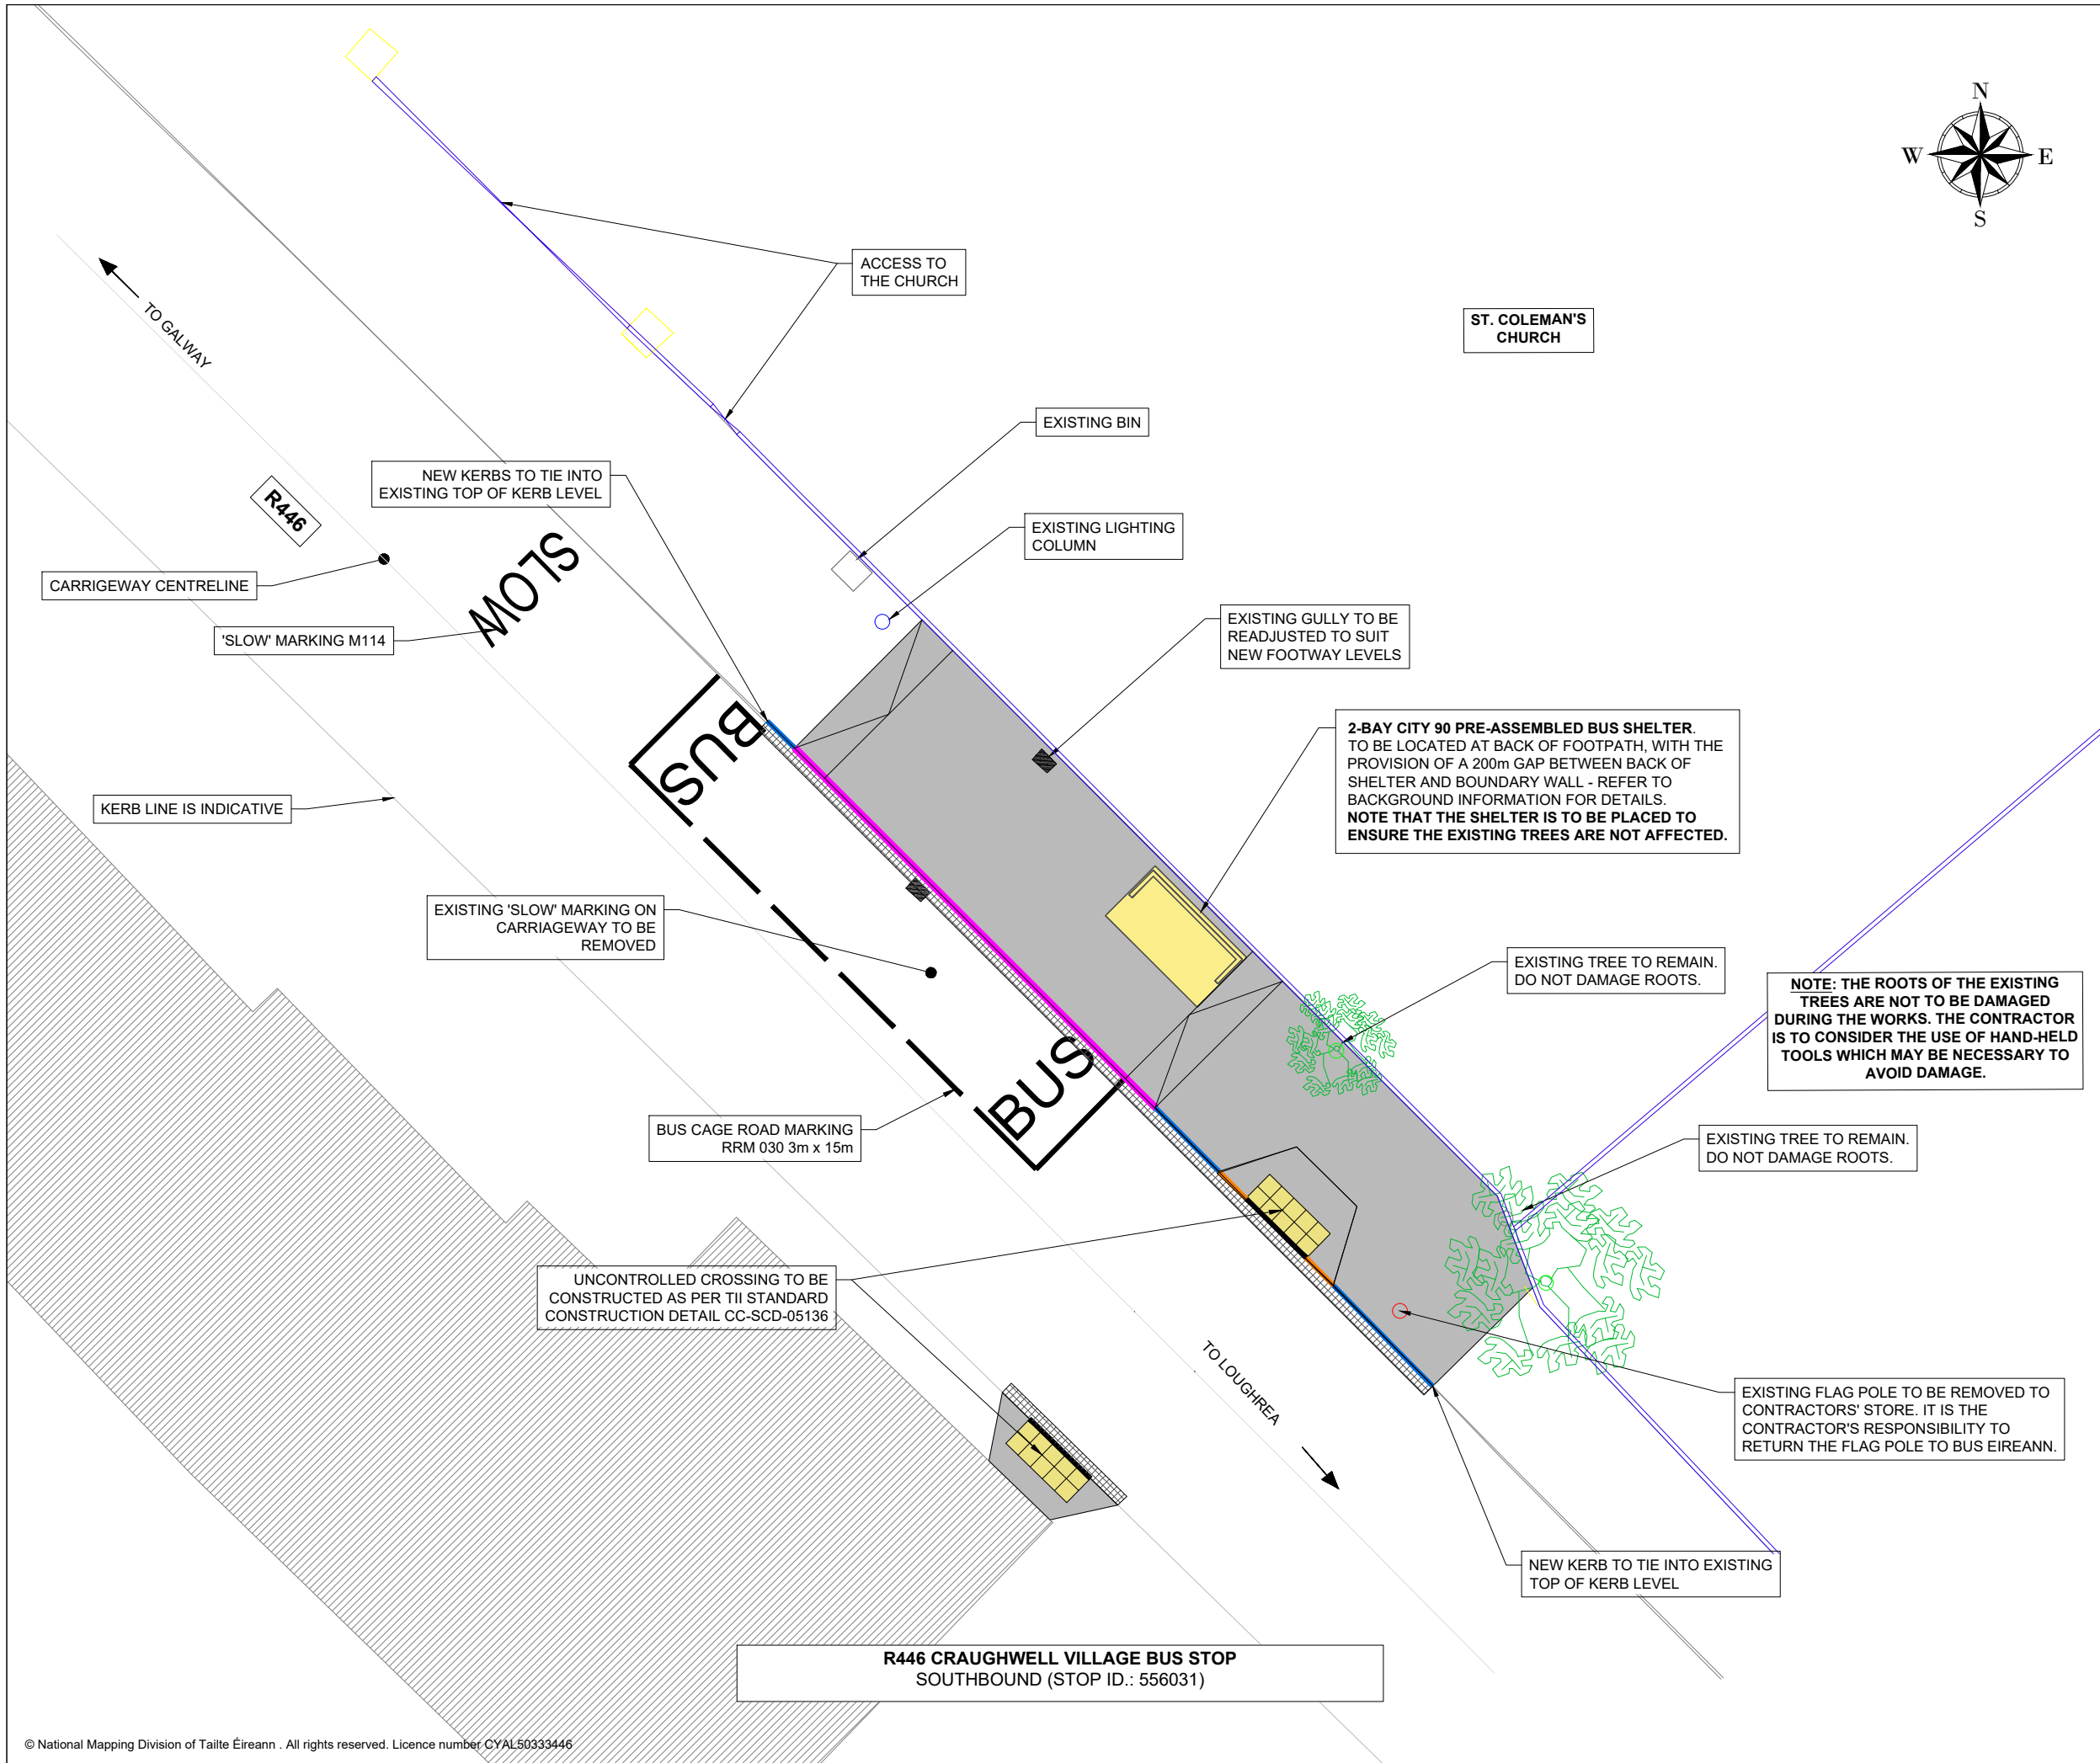 N
W
E
S
ACCESS TO
THE CHURCH
ST. COLEMAN'S
CHURCH
TO GALWAY
EXISTING BIN
NEW KERBS TO TIE INTO
EXISTING TOP OF KERB LEVEL
R446
EXISTING LIGHTING
COLUMN
SLOW
CARRIGEWAY CENTRELINE
'SLOW' MARKING M114
EXISTING GULLY TO BE
READJUSTED TO SUIT
NEW FOOTWAY LEVELS
BUS
2-BAY CITY 90 PRE-ASSEMBLED BUS SHELTER.
TO BE LOCATED AT BACK OF FOOTPATH, WITH THE
PROVISION OF A 200m GAP BETWEEN BACK OF
SHELTER AND BOUNDARY WALL - REFER TO
BACKGROUND INFORMATION FOR DETAILS.
NOTE THAT THE SHELTER IS TO BE PLACED TO
ENSURE THE EXISTING TREES ARE NOT AFFECTED.
KERB LINE IS INDICATIVE
EXISTING 'SLOW' MARKING ON
CARRIAGEWAY TO BE
REMOVED
EXISTING TREE TO REMAIN.
DO NOT DAMAGE ROOTS.
NOTE: THE ROOTS OF THE EXISTING
TREES ARE NOT TO BE DAMAGED
DURING THE WORKS. THE CONTRACTOR
IS TO CONSIDER THE USE OF HAND-HELD
TOOLS WHICH MAY BE NECESSARY TO
AVOID DAMAGE.
BUS
BUS CAGE ROAD MARKING
RRM 030 3m x 15m
EXISTING TREE TO REMAIN.
DO NOT DAMAGE ROOTS.
UNCONTROLLED CROSSING TO BE
CONSTRUCTED AS PER TII STANDARD
CONSTRUCTION DETAIL CC-SCD-05136
TO LOUGHREA
EXISTING FLAG POLE TO BE REMOVED TO
CONTRACTORS' STORE. IT IS THE
CONTRACTOR'S RESPONSIBILITY TO
RETURN THE FLAG POLE TO BUS EIREANN.
NEW KERB TO TIE INTO EXISTING
TOP OF KERB LEVEL
R446 CRAUGHWELL VILLAGE BUS STOP
SOUTHBOUND (STOP ID.: 556031)
© National Mapping Division of Tailte Éireann . All rights reserved. Licence number CYAL50333446